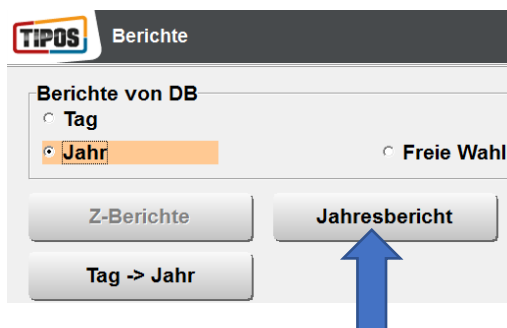 TIPOS Berichte
Berichte von DB
Tag
Jahr Freie Wahl
Z-Berichte Jahresbericht
Tag -> Jahr